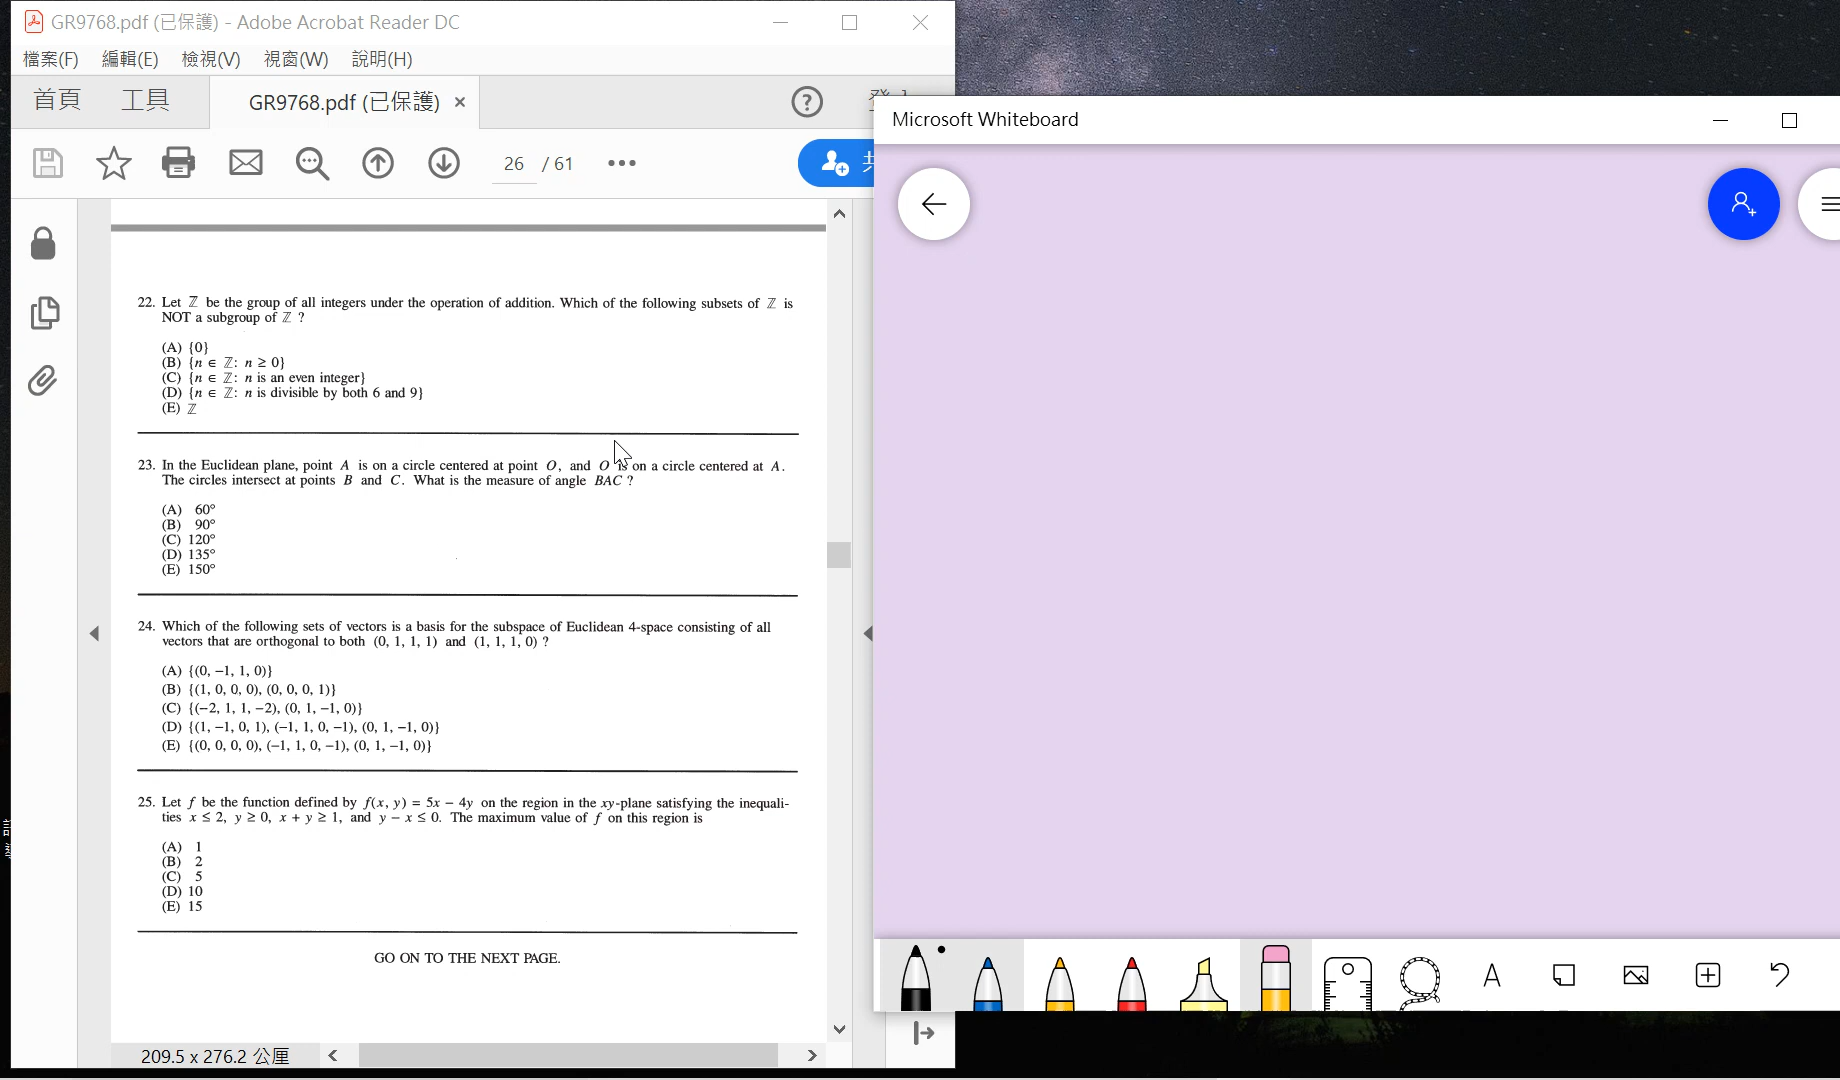 GR9768.pdf (已保護) - Adobe Acrobat Reader DC
檔案(F) 編輯(E) 檢視(V) 視窗(W) 說明(H)
首頁 工具 GR9768.pdf (已保護) ×
26 / 61
Microsoft Whiteboard
22. Let ℤ be the group of all integers under the operation of addition. Which of the following subsets of ℤ is
NOT a subgroup of ℤ ?
(A) {0}
(B) {n ∈ ℤ: n ≥ 0}
(C) {n ∈ ℤ: n is an even integer}
(D) {n ∈ ℤ: n is divisible by both 6 and 9}
(E) ℤ
23. In the Euclidean plane, point A is on a circle centered at point O, and O is on a circle centered at A.
The circles intersect at points B and C. What is the measure of angle BAC ?
(A) 60°
(B) 90°
(C) 120°
(D) 135°
(E) 150°
24. Which of the following sets of vectors is a basis for the subspace of Euclidean 4-space consisting of all
vectors that are orthogonal to both (0, 1, 1, 1) and (1, 1, 1, 0) ?
(A) {(0, −1, 1, 0)}
(B) {(1, 0, 0, 0), (0, 0, 0, 1)}
(C) {(−2, 1, 1, −2), (0, 1, −1, 0)}
(D) {(1, −1, 0, 1), (−1, 1, 0, −1), (0, 1, −1, 0)}
(E) {(0, 0, 0, 0), (−1, 1, 0, −1), (0, 1, −1, 0)}
25. Let f be the function defined by f(x, y) = 5x − 4y on the region in the xy-plane satisfying the inequali-
ties x ≤ 2, y ≥ 0, x + y ≥ 1, and y − x ≤ 0. The maximum value of f on this region is
(A) 1
(B) 2
(C) 5
(D) 10
(E) 15
GO ON TO THE NEXT PAGE.
209.5 x 276.2 公厘